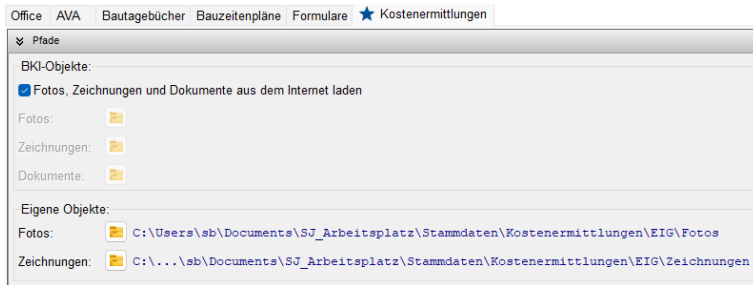 Office AVA Bautagebücher Bauzeitenpläne Formulare Kostenermittlungen
Pfade
BKI-Objekte:
Fotos, Zeichnungen und Dokumente aus dem Internet laden
Fotos:
Zeichnungen:
Dokumente:
Eigene Objekte:
Fotos: C:\Users\sb\Documents\SJ_Arbeitsplatz\Stammdaten\Kostenermittlungen\EIG\Fotos
Zeichnungen: C:\...\sb\Documents\SJ_Arbeitsplatz\Stammdaten\Kostenermittlungen\EIG\Zeichnungen